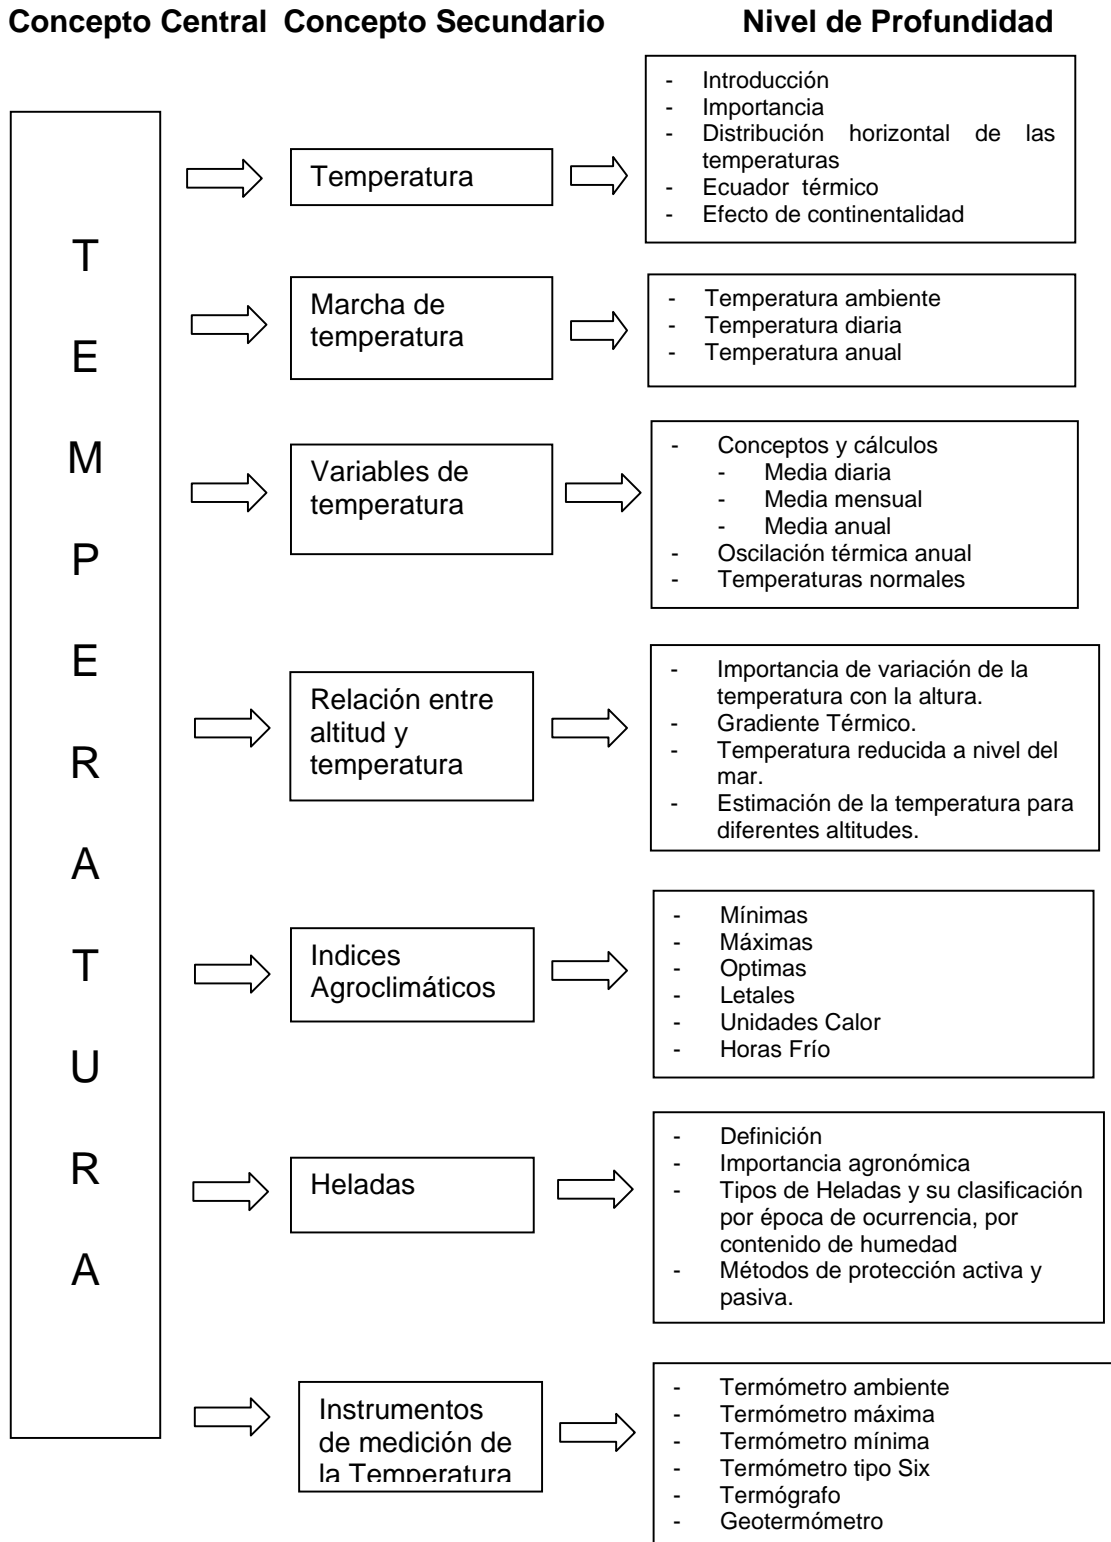 Concepto Central Concepto Secundario Nivel de Profundidad
T
E
M
P
E
R
A
T
U
R
A
Temperatura
- Introducción
- Importancia
- Distribución horizontal de las
temperaturas
- Ecuador térmico
- Efecto de continentalidad
Marcha de
temperatura
- Temperatura ambiente
- Temperatura diaria
- Temperatura anual
Variables de
temperatura
- Conceptos y cálculos
- Media diaria
- Media mensual
- Media anual
- Oscilación térmica anual
- Temperaturas normales
Relación entre
altitud y
temperatura
- Importancia de variación de la
temperatura con la altura.
- Gradiente Térmico.
- Temperatura reducida a nivel del
mar.
- Estimación de la temperatura para
diferentes altitudes.
Indices
Agroclimáticos
- Mínimas
- Máximas
- Optimas
- Letales
- Unidades Calor
- Horas Frío
Heladas
- Definición
- Importancia agronómica
- Tipos de Heladas y su clasificación
por época de ocurrencia, por
contenido de humedad
- Métodos de protección activa y
pasiva.
Instrumentos
de medición de
la Temperatura
- Termómetro ambiente
- Termómetro máxima
- Termómetro mínima
- Termómetro tipo Six
- Termógrafo
- Geotermómetro